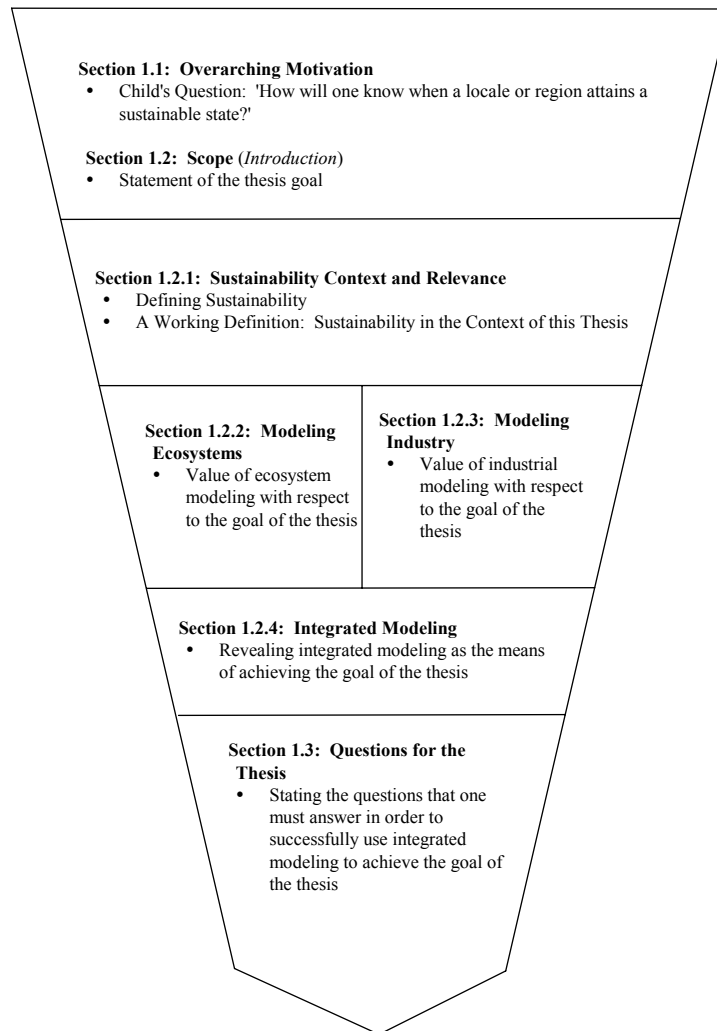 Section 1.1:  Overarching Motivation
• Child's Question:  'How will one know when a locale or region attains a
sustainable state?'
Section 1.2:  Scope (Introduction)
• Statement of the thesis goal
Section 1.2.1:  Sustainability Context and Relevance
• Defining Sustainability
• A Working Definition:  Sustainability in the Context of this Thesis
Section 1.2.2:  Modeling
Ecosystems
• Value of ecosystem
modeling with respect
to the goal of the thesis
Section 1.2.3:  Modeling
Industry
• Value of industrial
modeling with respect
to the goal of the
thesis
Section 1.2.4:  Integrated Modeling
• Revealing integrated modeling as the means
of achieving the goal of the thesis
Section 1.3:  Questions for the
Thesis
• Stating the questions that one
must answer in order to
successfully use integrated
modeling to achieve the goal of
the thesis